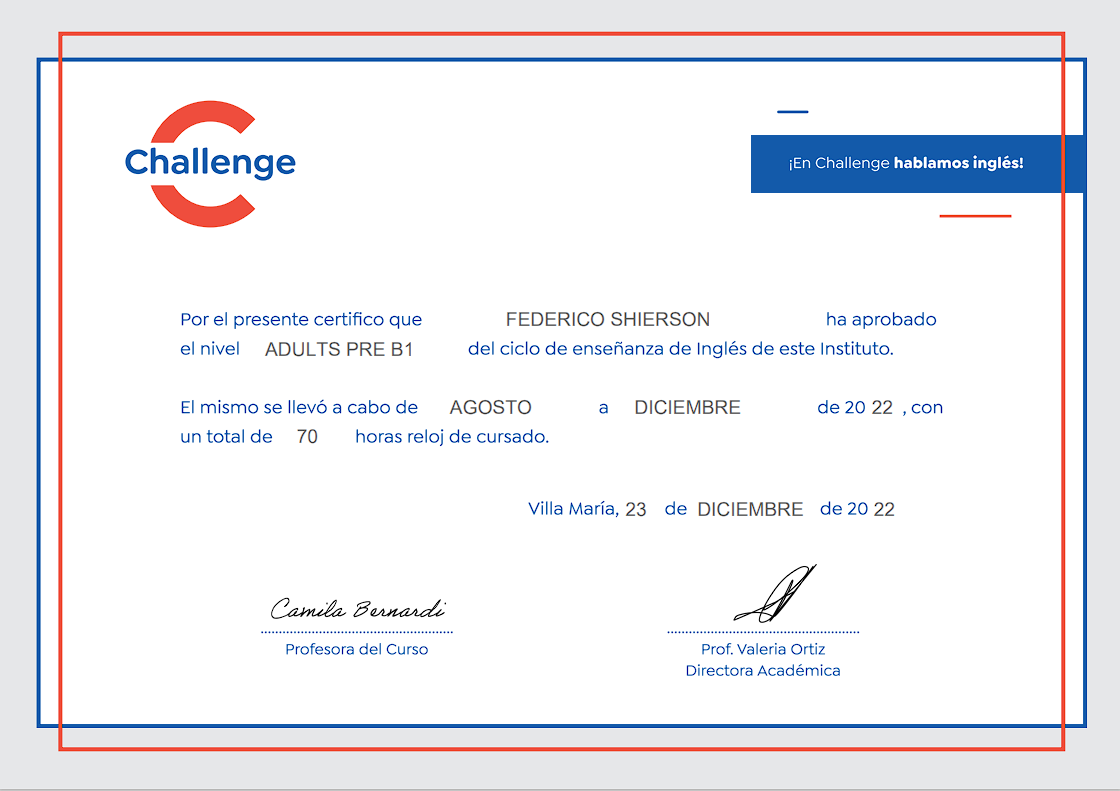 Challenge
¡En Challenge hablamos inglés!
Por el presente certifico que FEDERICO SHIERSON ha aprobado
el nivel ADULTS PRE B1 del ciclo de enseñanza de Inglés de este Instituto.
El mismo se llevó a cabo de AGOSTO a DICIEMBRE de 20 22 , con
un total de 70 horas reloj de cursado.
Villa María, 23 de DICIEMBRE de 20 22
Camila Bernardi
Profesora del Curso
Prof. Valeria Ortiz
Directora Académica